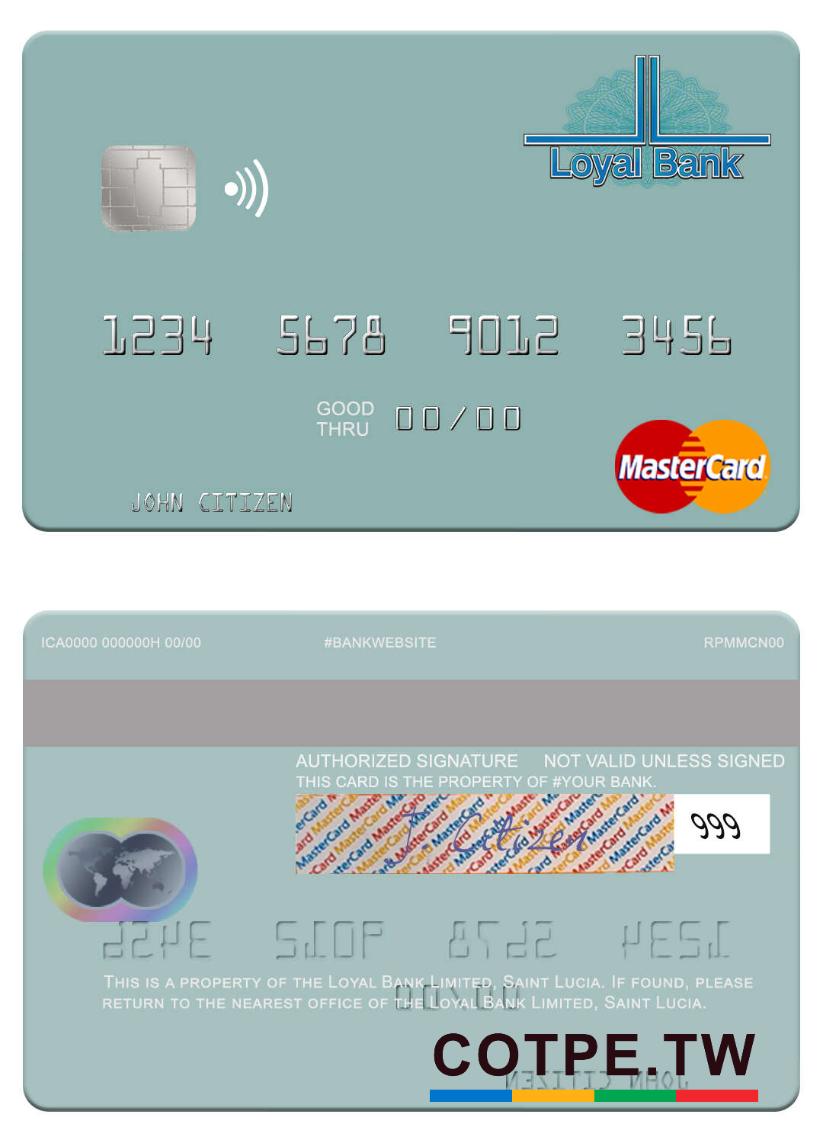 Loyal Bank
1234 5678 9012 3456
GOOD THRU 00/00
MasterCard
JOHN CITIZEN
ICA0000 000000H 00/00 #BANKWEBSITE RPMMCN00
AUTHORIZED SIGNATURE NOT VALID UNLESS SIGNED
THIS CARD IS THE PROPERTY OF #YOUR BANK.
MasterCard
J. Citizen
999
THIS IS A PROPERTY OF THE LOYAL BANK LIMITED, SAINT LUCIA. IF FOUND, PLEASE
RETURN TO THE NEAREST OFFICE OF THE LOYAL BANK LIMITED, SAINT LUCIA.
COTPE.TW